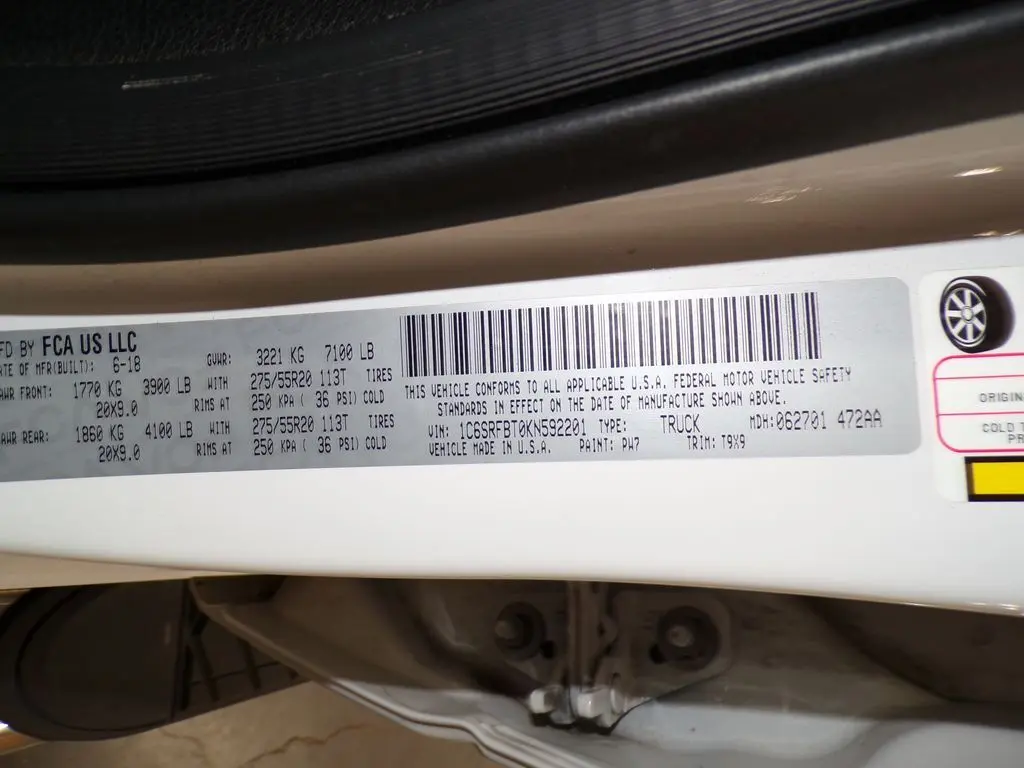 FD BY FCA US LLC
ATE OF MFR(BUILT): 6-18 GVWR: 3221 KG 7100 LB
AWR FRONT: 1770 KG 3900 LB WITH 275/55R20 113T TIRES
20X9.0 RIMS AT 250 KPA ( 36 PSI) COLD
AWR REAR: 1860 KG 4100 LB WITH 275/55R20 113T TIRES
20X9.0 RIMS AT 250 KPA ( 36 PSI) COLD
THIS VEHICLE CONFORMS TO ALL APPLICABLE U.S.A. FEDERAL MOTOR VEHICLE SAFETY
STANDARDS IN EFFECT ON THE DATE OF MANUFACTURE SHOWN ABOVE.
VIN: 1C6SRFBT0KN592201 TYPE: TRUCK MDH:062701 472AA
VEHICLE MADE IN U.S.A. PAINT: PW7 TRIM: T9X9
ORIGIN
COLD T
PR